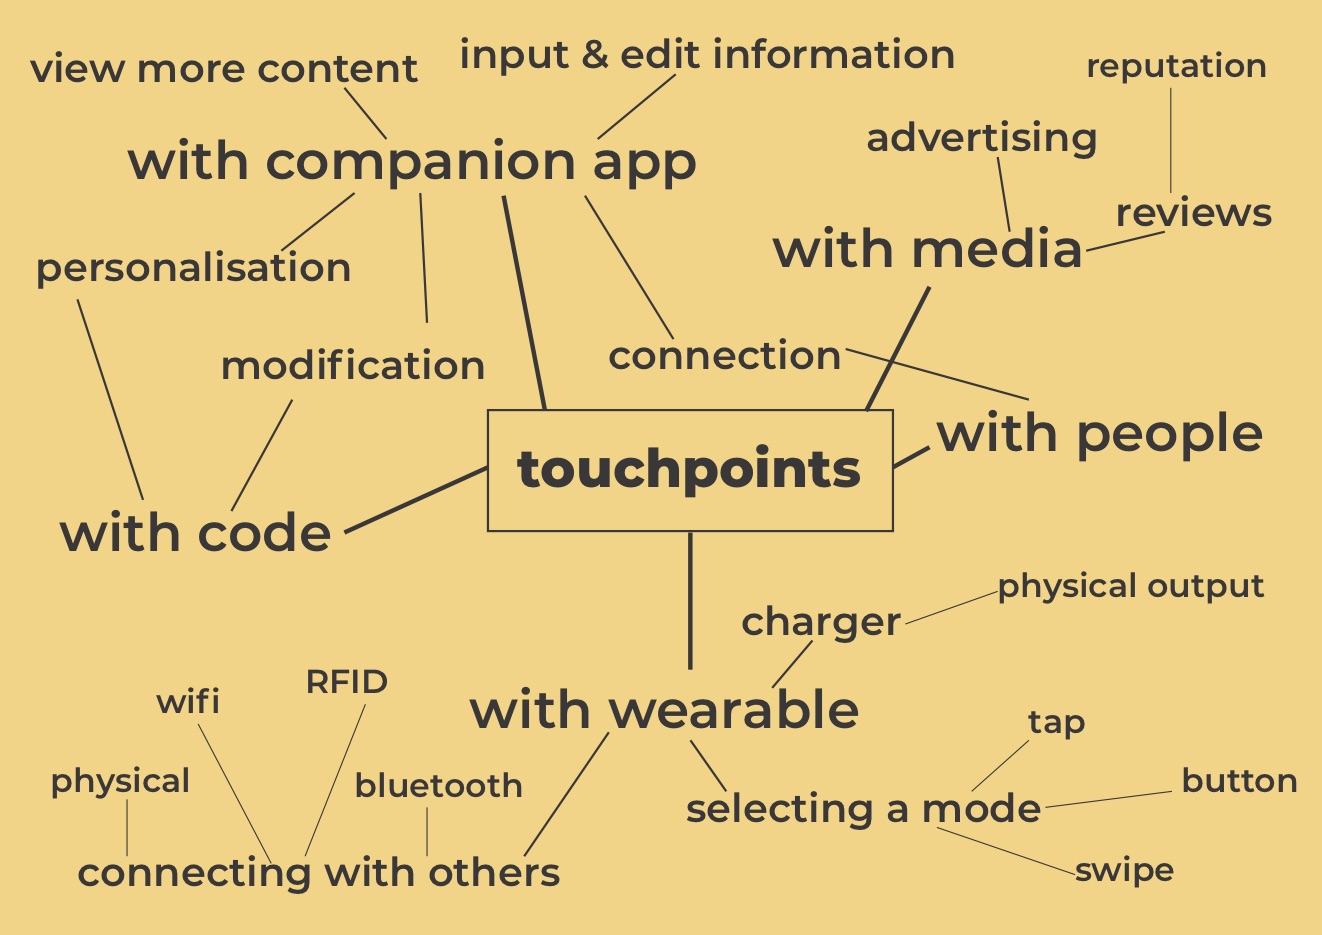 view more content
input & edit information
reputation
advertising
with companion app
reviews
with media
personalisation
connection
modification
with people
touchpoints
with code
physical output
charger
RFID
wifi
with wearable
tap
physical
bluetooth
button
selecting a mode
connecting with others
swipe